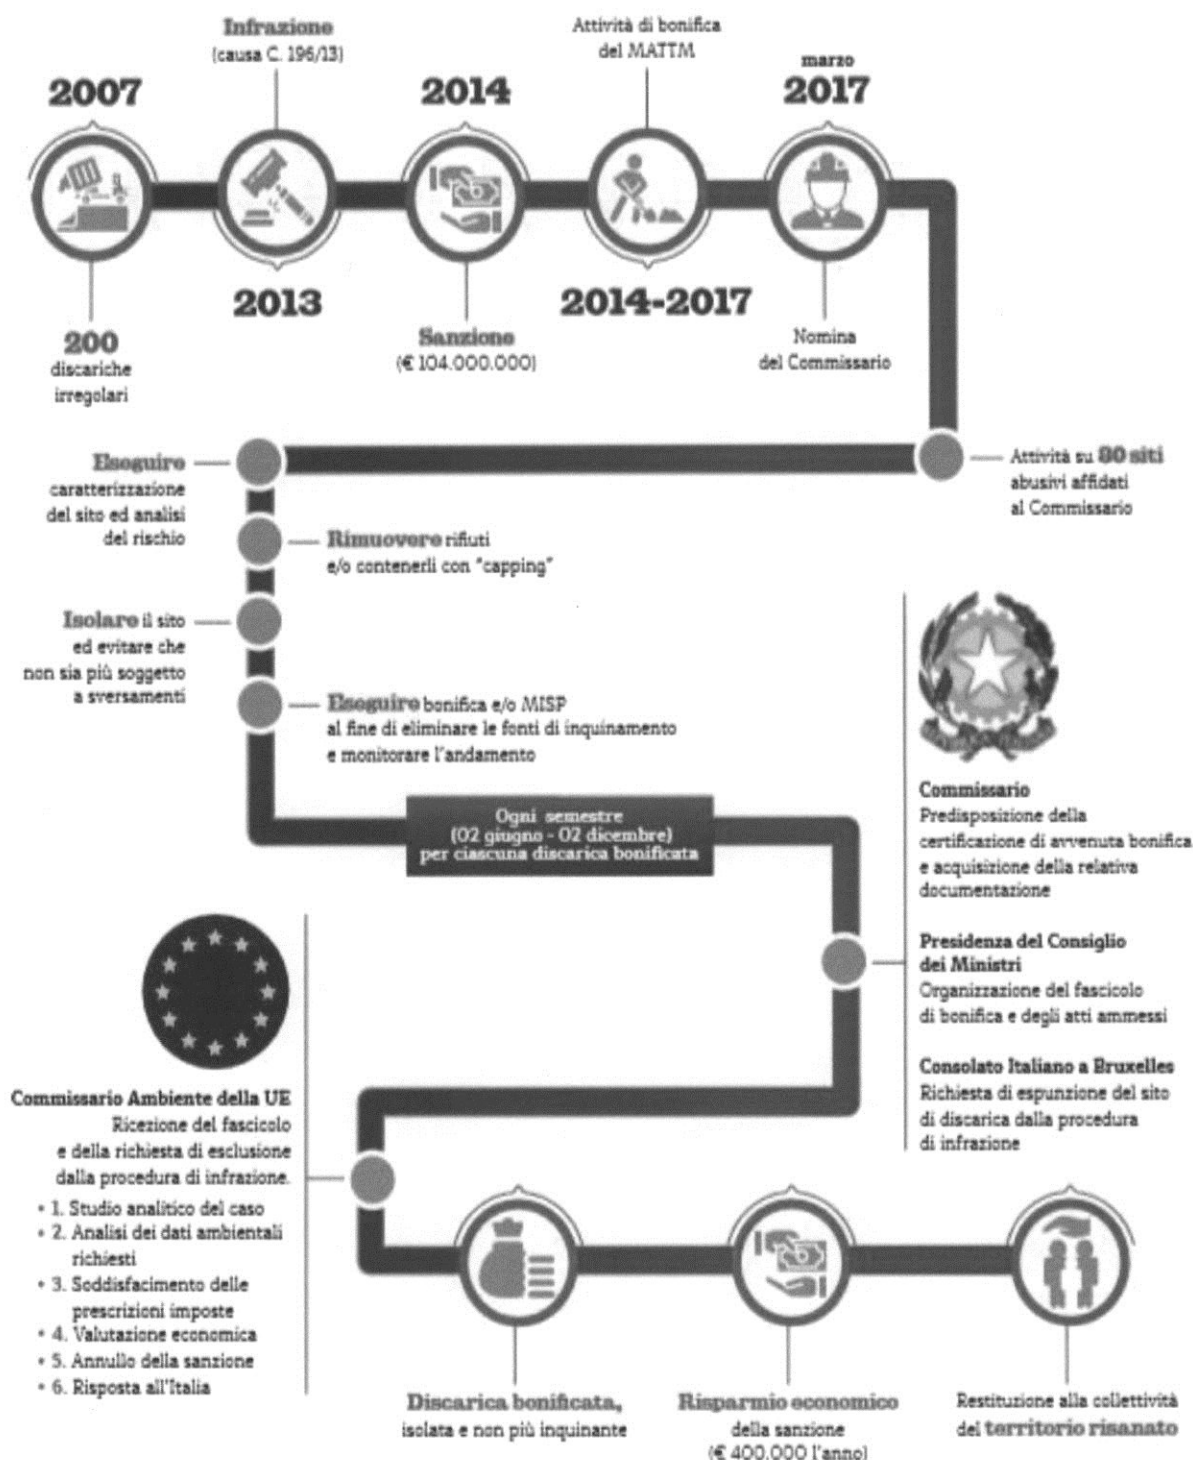 Infrazione
(causa C. 196/13)
Attività di bonifica
del MATTM
marzo
2007
2014
2017
2013
2014-2017
200
discariche
irregolari
Sanzione
(€ 104.000.000)
Nomina
del Commissario
Attività su 80 siti
abusivi affidati
al Commissario
Eseguire
caratterizzazione
del sito ed analisi
del rischio
Rimuovere rifiuti
e/o contenerli con "capping"
Isolare il sito
ed evitare che
non sia più soggetto
a sversamenti
Eseguire bonifica e/o MISP
al fine di eliminare le fonti di inquinamento
e monitorare l'andamento
Ogni semestre
(02 giugno - 02 dicembre)
per ciascuna discarica bonificata
Commissario
Predisposizione della
certificazione di avvenuta bonifica
e acquisizione della relativa
documentazione
Presidenza del Consiglio
dei Ministri
Organizzazione del fascicolo
di bonifica e degli atti ammessi
Consolato Italiano a Bruxelles
Richiesta di espunzione del sito
di discarica dalla procedura
di infrazione
Commissario Ambiente della UE
Ricezione del fascicolo
e della richiesta di esclusione
dalla procedura di infrazione.
• 1. Studio analitico del caso
• 2. Analisi dei dati ambientali
richiesti
• 3. Soddisfacimento delle
prescrizioni imposte
• 4. Valutazione economica
• 5. Annullo della sanzione
• 6. Risposta all'Italia
Discarica bonificata,
isolata e non più inquinante
Risparmio economico
della sanzione
(€ 400.000 l'anno)
Restituzione alla collettività
del territorio risanato